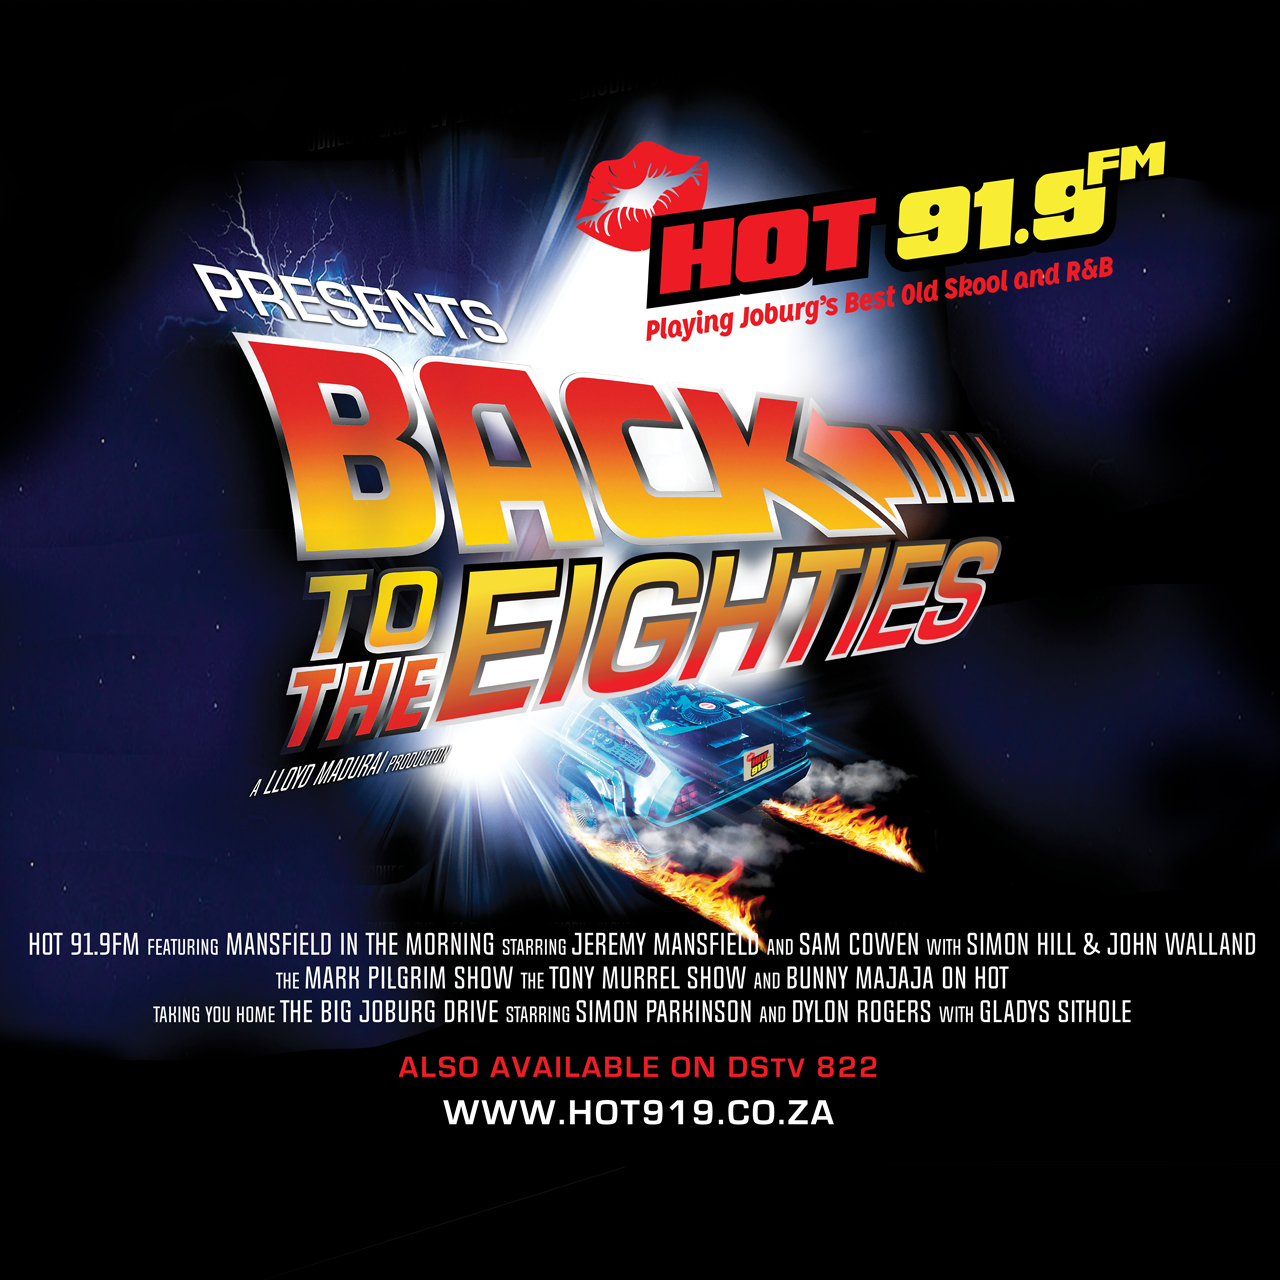 HOT 91.9FM
Playing Joburg's Best Old Skool and R&B
PRESENTS
BACK
TO
THE EIGHTIES
A LLOYD MADURAI PRODUCTION
HOT
91.9
HOT 91.9FM FEATURING MANSFIELD IN THE MORNING STARRING JEREMY MANSFIELD AND SAM COWEN WITH SIMON HILL & JOHN WALLAND
THE MARK PILGRIM SHOW THE TONY MURREL SHOW AND BUNNY MAJAJA ON HOT
TAKING YOU HOME THE BIG JOBURG DRIVE STARRING SIMON PARKINSON AND DYLON ROGERS WITH GLADYS SITHOLE
ALSO AVAILABLE ON DSTV 822
WWW.HOT919.CO.ZA